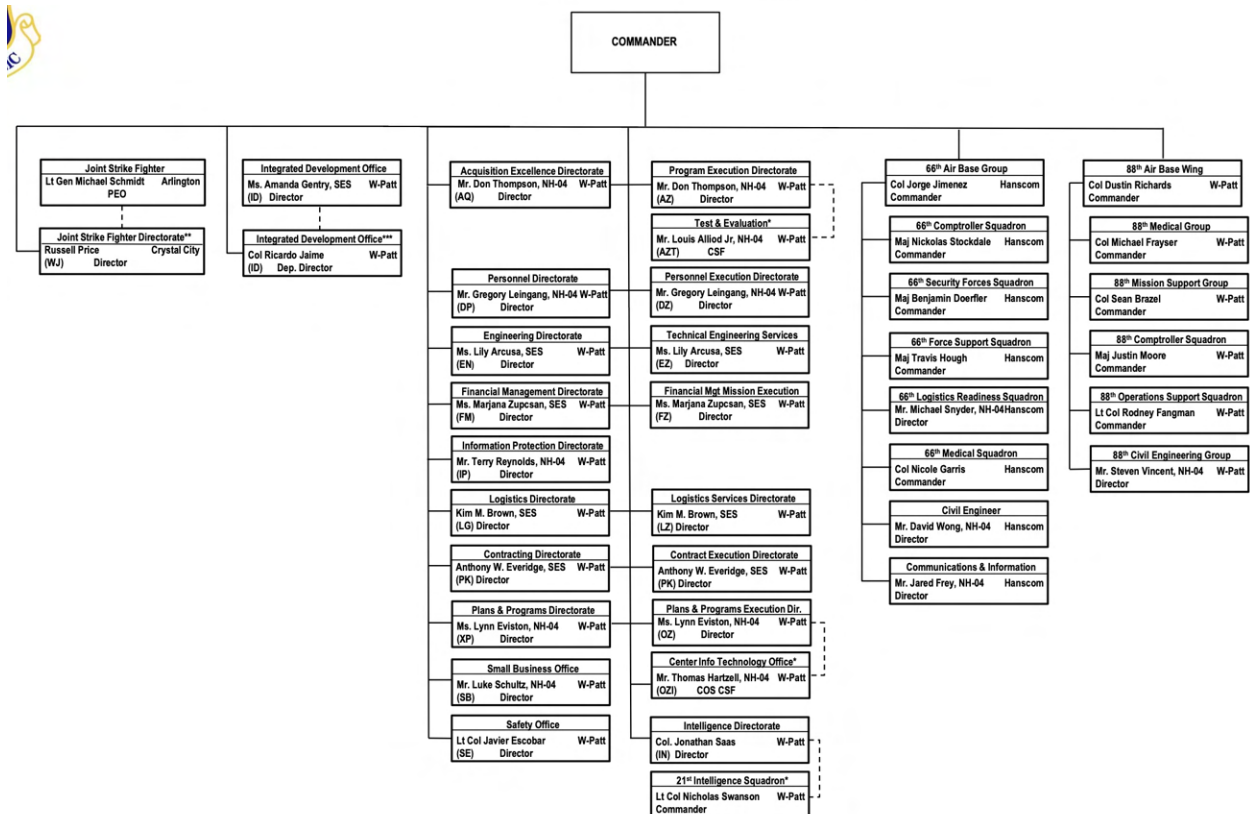 COMMANDER
Joint Strike Fighter
Lt Gen Michael Schmidt Arlington
PEO
Joint Strike Fighter Directorate**
Russell Price Crystal City
(WJ) Director
Integrated Development Office
Ms. Amanda Gentry, SES W-Patt
(ID) Director
Integrated Development Office***
Col Ricardo Jaime W-Patt
(ID) Dep. Director
Acquisition Excellence Directorate
Mr. Don Thompson, NH-04 W-Patt
(AQ) Director
Personnel Directorate
Mr. Gregory Leingang, NH-04 W-Patt
(DP) Director
Engineering Directorate
Ms. Lily Arcusa, SES W-Patt
(EN) Director
Financial Management Directorate
Ms. Marjana Zupcsan, SES W-Patt
(FM) Director
Information Protection Directorate
Mr. Terry Reynolds, NH-04 W-Patt
(IP) Director
Logistics Directorate
Kim M. Brown, SES W-Patt
(LG) Director
Contracting Directorate
Anthony W. Everidge, SES W-Patt
(PK) Director
Plans & Programs Directorate
Ms. Lynn Eviston, NH-04 W-Patt
(XP) Director
Small Business Office
Mr. Luke Schultz, NH-04 W-Patt
(SB) Director
Safety Office
Lt Col Javier Escobar W-Patt
(SE) Director
Program Execution Directorate
Mr. Don Thompson, NH-04 W-Patt
(AZ) Director
Test & Evaluation*
Mr. Louis Alliod Jr, NH-04 W-Patt
(AZT) CSF
Personnel Execution Directorate
Mr. Gregory Leingang, NH-04 W-Patt
(DZ) Director
Technical Engineering Services
Ms. Lily Arcusa, SES W-Patt
(EZ) Director
Financial Mgt Mission Execution
Ms. Marjana Zupcsan, SES W-Patt
(FZ) Director
Logistics Services Directorate
Kim M. Brown, SES W-Patt
(LZ) Director
Contract Execution Directorate
Anthony W. Everidge, SES W-Patt
(PK) Director
Plans & Programs Execution Dir.
Ms. Lynn Eviston, NH-04 W-Patt
(OZ) Director
Center Info Technology Office*
Mr. Thomas Hartzell, NH-04 W-Patt
(OZI) COS CSF
Intelligence Directorate
Col. Jonathan Saas W-Patt
(IN) Director
21st Intelligence Squadron*
Lt Col Nicholas Swanson W-Patt
Commander
66th Air Base Group
Col Jorge Jimenez Hanscom
Commander
66th Comptroller Squadron
Maj Nickolas Stockdale Hanscom
Commander
66th Security Forces Squadron
Maj Benjamin Doerfler Hanscom
Commander
66th Force Support Squadron
Maj Travis Hough Hanscom
Commander
66th Logistics Readiness Squadron
Mr. Michael Snyder, NH-04Hanscom
Director
66th Medical Squadron
Col Nicole Garris Hanscom
Commander
Civil Engineer
Mr. David Wong, NH-04 Hanscom
Director
Communications & Information
Mr. Jared Frey, NH-04 Hanscom
Director
88th Air Base Wing
Col Dustin Richards W-Patt
Commander
88th Medical Group
Col Michael Frayser W-Patt
Commander
88th Mission Support Group
Col Sean Brazel W-Patt
Commander
88th Comptroller Squadron
Maj Justin Moore W-Patt
Commander
88th Operations Support Squadron
Lt Col Rodney Fangman W-Patt
Commander
88th Civil Engineering Group
Mr. Steven Vincent, NH-04 W-Patt
Director